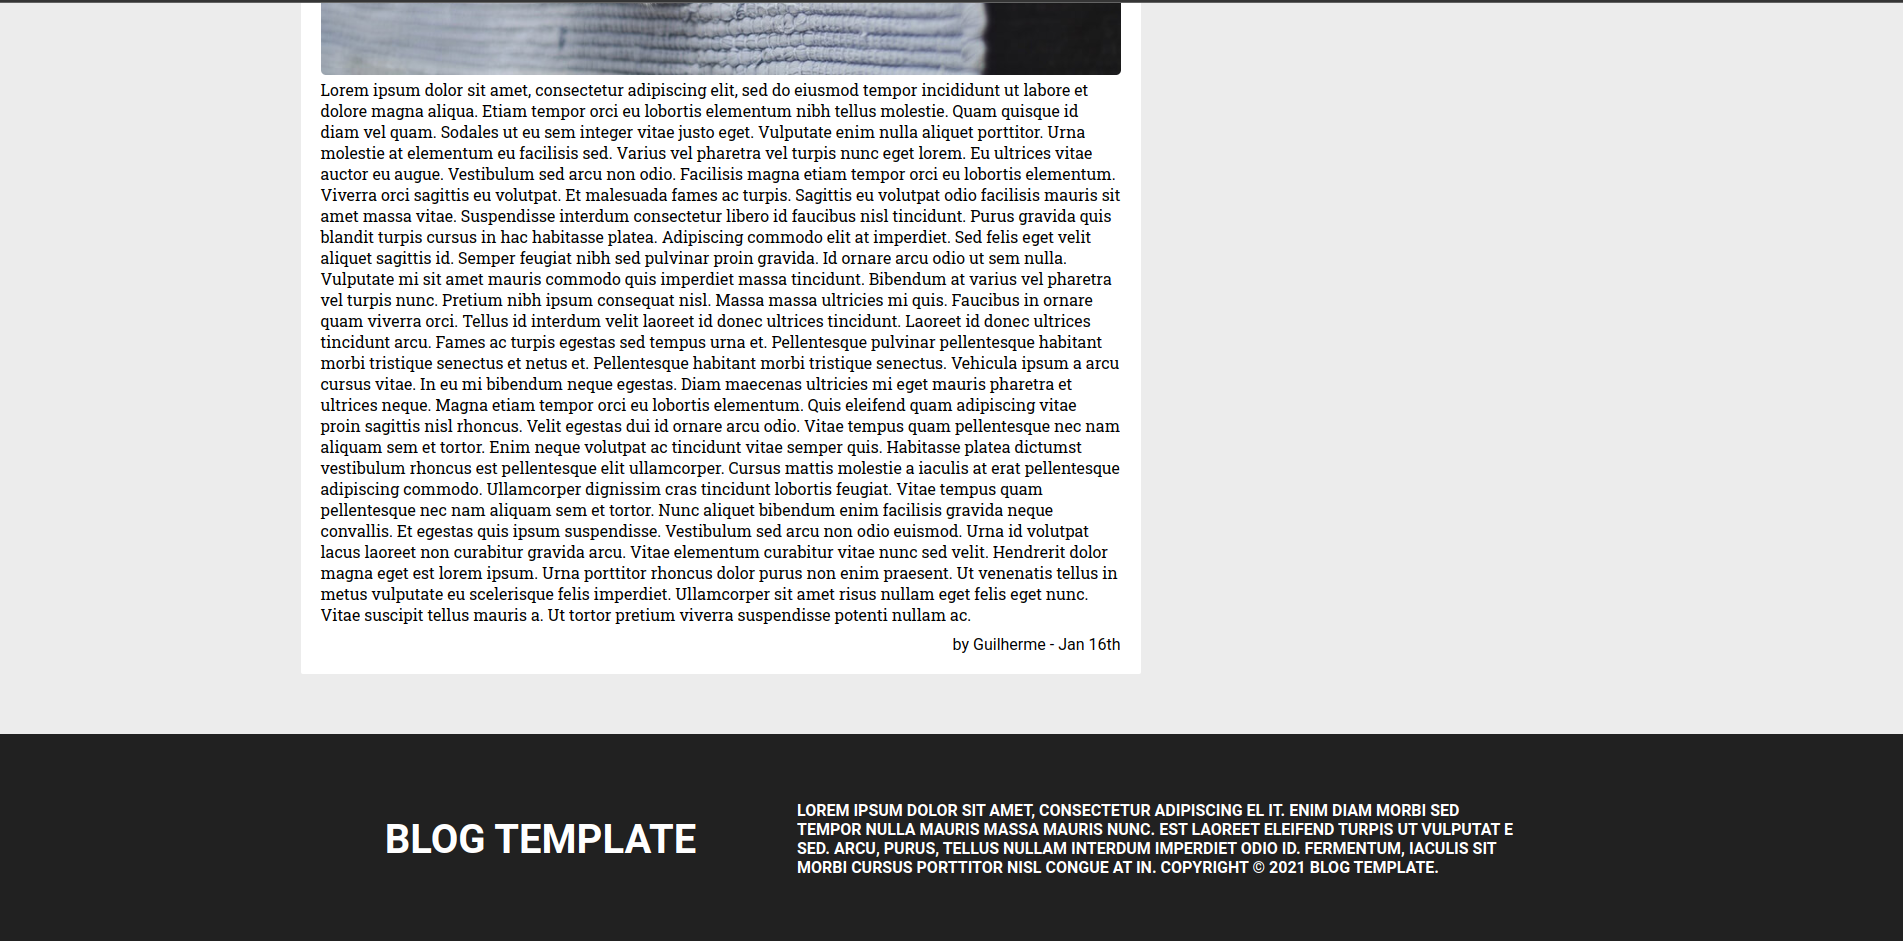 Lorem ipsum dolor sit amet, consectetur adipiscing elit, sed do eiusmod tempor incididunt ut labore et
dolore magna aliqua. Etiam tempor orci eu lobortis elementum nibh tellus molestie. Quam quisque id
diam vel quam. Sodales ut eu sem integer vitae justo eget. Vulputate enim nulla aliquet porttitor. Urna
molestie at elementum eu facilisis sed. Varius vel pharetra vel turpis nunc eget lorem. Eu ultrices vitae
auctor eu augue. Vestibulum sed arcu non odio. Facilisis magna etiam tempor orci eu lobortis elementum.
Viverra orci sagittis eu volutpat. Et malesuada fames ac turpis. Sagittis eu volutpat odio facilisis mauris sit
amet massa vitae. Suspendisse interdum consectetur libero id faucibus nisl tincidunt. Purus gravida quis
blandit turpis cursus in hac habitasse platea. Adipiscing commodo elit at imperdiet. Sed felis eget velit
aliquet sagittis id. Semper feugiat nibh sed pulvinar proin gravida. Id ornare arcu odio ut sem nulla.
Vulputate mi sit amet mauris commodo quis imperdiet massa tincidunt. Bibendum at varius vel pharetra
vel turpis nunc. Pretium nibh ipsum consequat nisl. Massa massa ultricies mi quis. Faucibus in ornare
quam viverra orci. Tellus id interdum velit laoreet id donec ultrices tincidunt. Laoreet id donec ultrices
tincidunt arcu. Fames ac turpis egestas sed tempus urna et. Pellentesque pulvinar pellentesque habitant
morbi tristique senectus et netus et. Pellentesque habitant morbi tristique senectus. Vehicula ipsum a arcu
cursus vitae. In eu mi bibendum neque egestas. Diam maecenas ultricies mi eget mauris pharetra et
ultrices neque. Magna etiam tempor orci eu lobortis elementum. Quis eleifend quam adipiscing vitae
proin sagittis nisl rhoncus. Velit egestas dui id ornare arcu odio. Vitae tempus quam pellentesque nec nam
aliquam sem et tortor. Enim neque volutpat ac tincidunt vitae semper quis. Habitasse platea dictumst
vestibulum rhoncus est pellentesque elit ullamcorper. Cursus mattis molestie a iaculis at erat pellentesque
adipiscing commodo. Ullamcorper dignissim cras tincidunt lobortis feugiat. Vitae tempus quam
pellentesque nec nam aliquam sem et tortor. Nunc aliquet bibendum enim facilisis gravida neque
convallis. Et egestas quis ipsum suspendisse. Vestibulum sed arcu non odio euismod. Urna id volutpat
lacus laoreet non curabitur gravida arcu. Vitae elementum curabitur vitae nunc sed velit. Hendrerit dolor
magna eget est lorem ipsum. Urna porttitor rhoncus dolor purus non enim praesent. Ut venenatis tellus in
metus vulputate eu scelerisque felis imperdiet. Ullamcorper sit amet risus nullam eget felis eget nunc.
Vitae suscipit tellus mauris a. Ut tortor pretium viverra suspendisse potenti nullam ac.
by Guilherme - Jan 16th
BLOG TEMPLATE
LOREM IPSUM DOLOR SIT AMET, CONSECTETUR ADIPISCING EL IT. ENIM DIAM MORBI SED
TEMPOR NULLA MAURIS MASSA MAURIS NUNC. EST LAOREET ELEIFEND TURPIS UT VULPUTAT E
SED. ARCU, PURUS, TELLUS NULLAM INTERDUM IMPERDIET ODIO ID. FERMENTUM, IACULIS SIT
MORBI CURSUS PORTTITOR NISL CONGUE AT IN. COPYRIGHT © 2021 BLOG TEMPLATE.